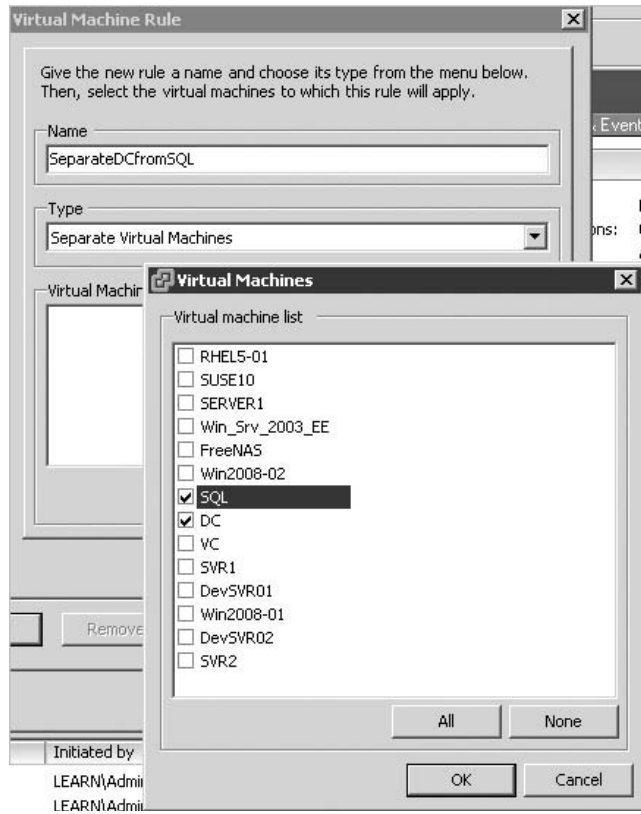 Virtual Machine Rule
Give the new rule a name and choose its type from the menu below.
Then, select the virtual machines to which this rule will apply.
Name
SeparateDCfromSQL
Type
Separate Virtual Machines
Virtual Machines
Virtual machine list
RHEL5-01
SUSE10
SERVER1
Win_Srv_2003_EE
FreeNAS
Win2008-02
SQL
DC
VC
SVR1
DevSVR01
Win2008-01
DevSVR02
SVR2
All
None
OK
Cancel
Virtual Machin
Remove
Initiated by
LEARN\Admi
LEARN\Admi
& Event
ons: